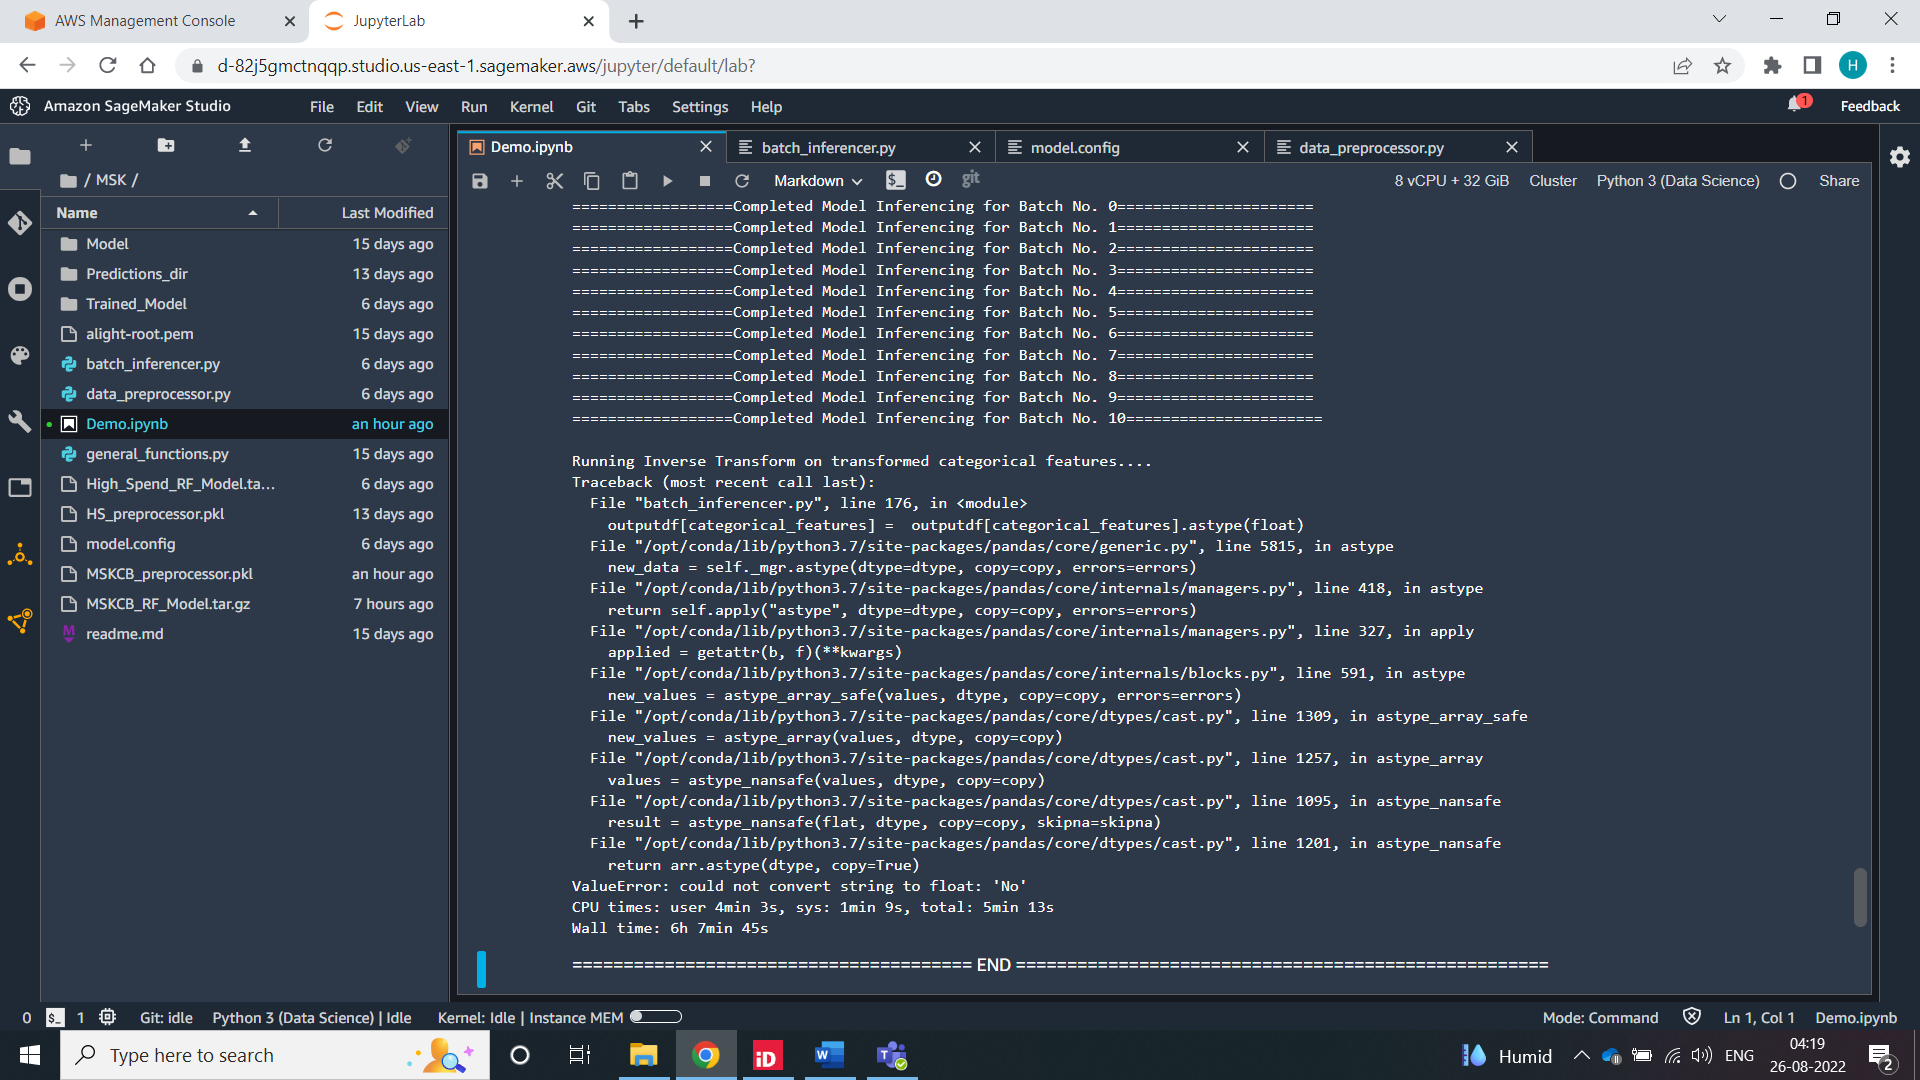 AWS Management Console
JupyterLab
d-82j5gmctnqqp.studio.us-east-1.sagemaker.aws/jupyter/default/lab?
H
Amazon SageMaker Studio
File Edit View Run Kernel Git Tabs Settings Help
1
Feedback
/ MSK /
Name Last Modified
Model 15 days ago
Predictions_dir 13 days ago
Trained_Model 6 days ago
alight-root.pem 15 days ago
batch_inferencer.py 6 days ago
data_preprocessor.py 6 days ago
Demo.ipynb an hour ago
general_functions.py 15 days ago
High_Spend_RF_Model.ta... 6 days ago
HS_preprocessor.pkl 13 days ago
model.config 6 days ago
MSKCB_preprocessor.pkl an hour ago
MSKCB_RF_Model.tar.gz 7 hours ago
M readme.md 15 days ago
Demo.ipynb
batch_inferencer.py
model.config
data_preprocessor.py
Markdown
$_
git
8 vCPU + 32 GiB Cluster Python 3 (Data Science) Share
==================Completed Model Inferencing for Batch No. 0======================
==================Completed Model Inferencing for Batch No. 1======================
==================Completed Model Inferencing for Batch No. 2======================
==================Completed Model Inferencing for Batch No. 3======================
==================Completed Model Inferencing for Batch No. 4======================
==================Completed Model Inferencing for Batch No. 5======================
==================Completed Model Inferencing for Batch No. 6======================
==================Completed Model Inferencing for Batch No. 7======================
==================Completed Model Inferencing for Batch No. 8======================
==================Completed Model Inferencing for Batch No. 9======================
==================Completed Model Inferencing for Batch No. 10======================
Running Inverse Transform on transformed categorical features....
Traceback (most recent call last):
File "batch_inferencer.py", line 176, in <module>
outputdf[categorical_features] =  outputdf[categorical_features].astype(float)
File "/opt/conda/lib/python3.7/site-packages/pandas/core/generic.py", line 5815, in astype
new_data = self._mgr.astype(dtype=dtype, copy=copy, errors=errors)
File "/opt/conda/lib/python3.7/site-packages/pandas/core/internals/managers.py", line 418, in astype
return self.apply("astype", dtype=dtype, copy=copy, errors=errors)
File "/opt/conda/lib/python3.7/site-packages/pandas/core/internals/managers.py", line 327, in apply
applied = getattr(b, f)(**kwargs)
File "/opt/conda/lib/python3.7/site-packages/pandas/core/internals/blocks.py", line 591, in astype
new_values = astype_array_safe(values, dtype, copy=copy, errors=errors)
File "/opt/conda/lib/python3.7/site-packages/pandas/core/dtypes/cast.py", line 1309, in astype_array_safe
new_values = astype_array(values, dtype, copy=copy)
File "/opt/conda/lib/python3.7/site-packages/pandas/core/dtypes/cast.py", line 1257, in astype_array
values = astype_nansafe(values, dtype, copy=copy)
File "/opt/conda/lib/python3.7/site-packages/pandas/core/dtypes/cast.py", line 1095, in astype_nansafe
result = astype_nansafe(flat, dtype, copy=copy, skipna=skipna)
File "/opt/conda/lib/python3.7/site-packages/pandas/core/dtypes/cast.py", line 1201, in astype_nansafe
return arr.astype(dtype, copy=True)
ValueError: could not convert string to float: 'No'
CPU times: user 4min 3s, sys: 1min 9s, total: 5min 13s
Wall time: 6h 7min 45s
======================================= END ====================================================
0 $_ 1 Git: idle Python 3 (Data Science) | Idle Kernel: Idle | Instance MEM
Mode: Command Ln 1, Col 1 Demo.ipynb
Type here to search
iD
W
Humid
ENG
04:19
26-08-2022
2